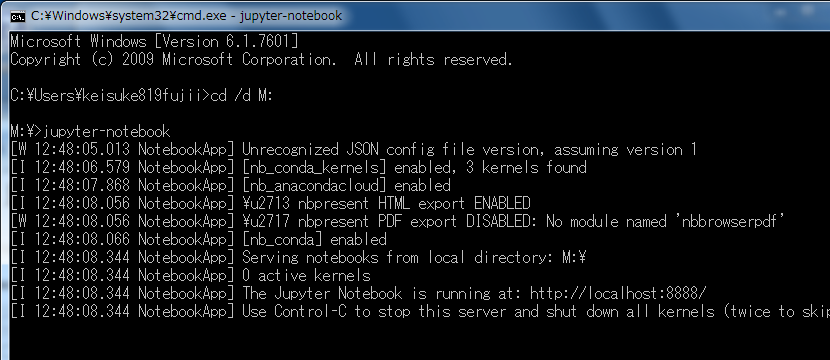 C:¥Windows¥system32¥cmd.exe - jupyter-notebook
Microsoft Windows [Version 6.1.7601]
Copyright (c) 2009 Microsoft Corporation.  All rights reserved.
C:¥Users¥keisuke819fujii>cd /d M:
M:¥>jupyter-notebook
[W 12:48:05.013 NotebookApp] Unrecognized JSON config file version, assuming version 1
[I 12:48:06.579 NotebookApp] [nb_conda_kernels] enabled, 3 kernels found
[I 12:48:07.868 NotebookApp] [nb_anacondacloud] enabled
[I 12:48:08.056 NotebookApp] ¥u2713 nbpresent HTML export ENABLED
[W 12:48:08.056 NotebookApp] ¥u2717 nbpresent PDF export DISABLED: No module named 'nbbrowserpdf'
[I 12:48:08.066 NotebookApp] [nb_conda] enabled
[I 12:48:08.344 NotebookApp] Serving notebooks from local directory: M:¥
[I 12:48:08.344 NotebookApp] 0 active kernels
[I 12:48:08.344 NotebookApp] The Jupyter Notebook is running at: http://localhost:8888/
[I 12:48:08.344 NotebookApp] Use Control-C to stop this server and shut down all kernels (twice to skip